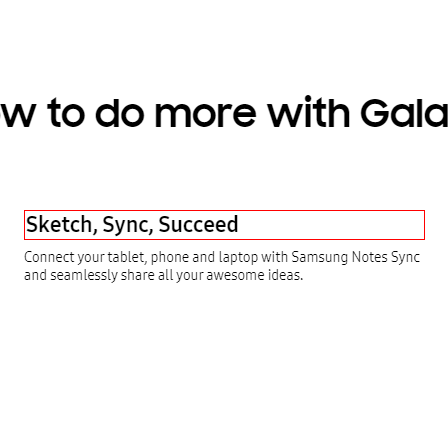 w to do more with Gala
Sketch, Sync, Succeed
Connect your tablet, phone and laptop with Samsung Notes Sync
and seamlessly share all your awesome ideas.